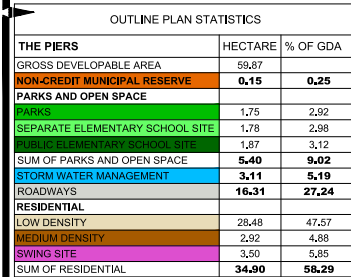 OUTLINE PLAN STATISTICS
THE PIERS HECTARE % OF GDA
GROSS DEVELOPABLE AREA 59.87
NON-CREDIT MUNICIPAL RESERVE 0.15 0.25
PARKS AND OPEN SPACE
PARKS 1.75 2.92
SEPARATE ELEMENTARY SCHOOL SITE 1.78 2.98
PUBLIC ELEMENTARY SCHOOL SITE 1.87 3.12
SUM OF PARKS AND OPEN SPACE 5.40 9.02
STORM WATER MANAGEMENT 3.11 5.19
ROADWAYS 16.31 27.24
RESIDENTIAL
LOW DENSITY 28.48 47.57
MEDIUM DENSITY 2.92 4.88
SWING SITE 3.50 5.85
SUM OF RESIDENTIAL 34.90 58.29